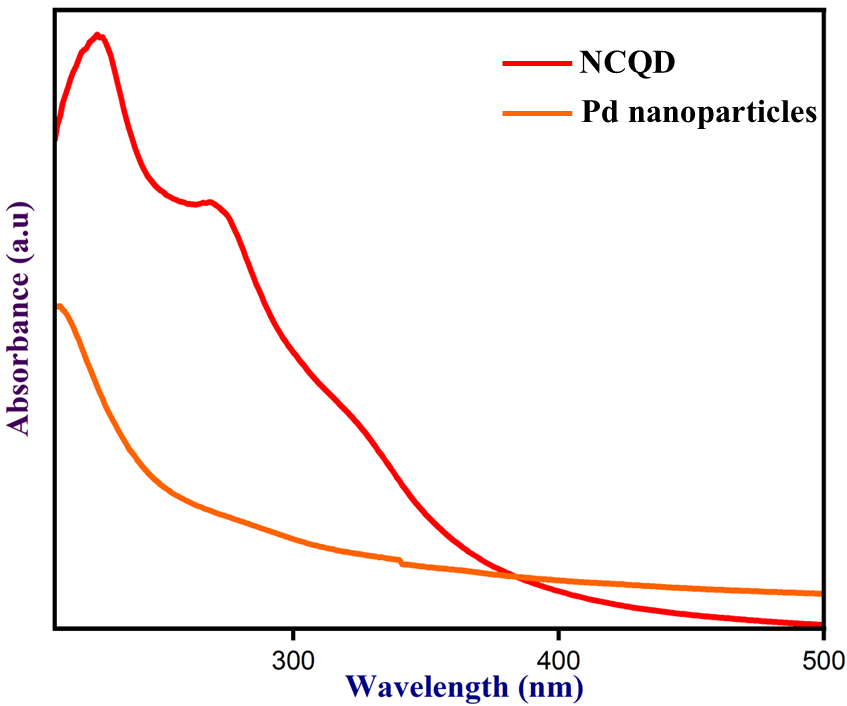 NCQD
Pd nanoparticles
Absorbance (a.u)
300
400
500
Wavelength (nm)